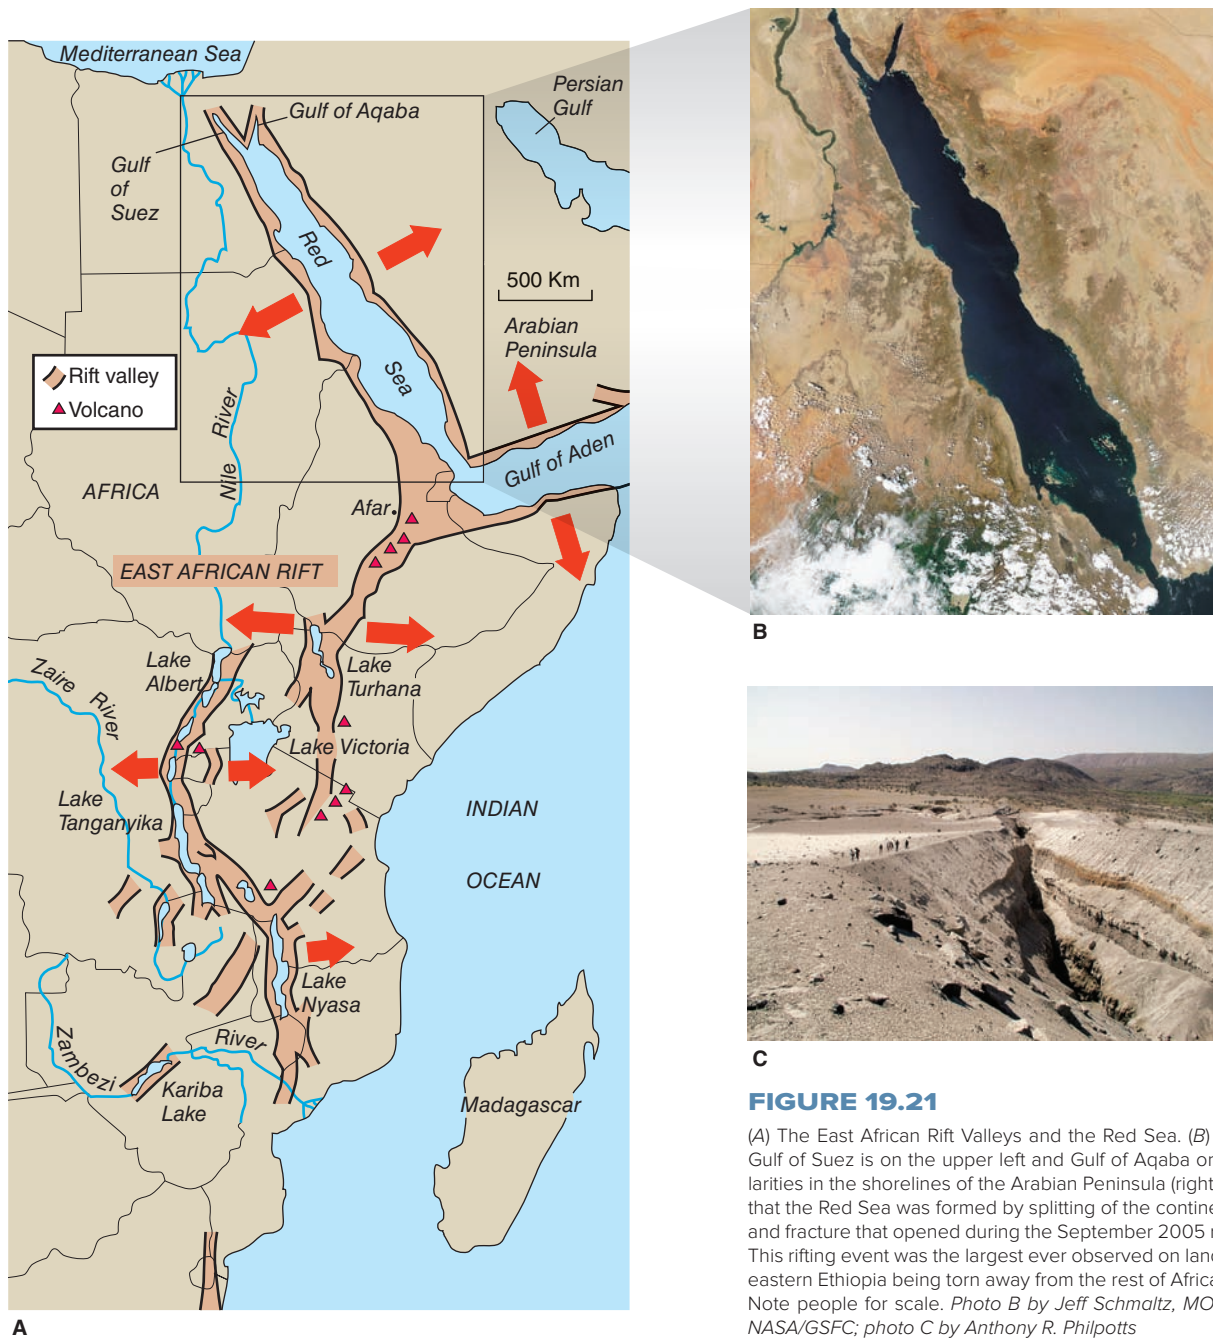 Mediterranean Sea
Gulf of Aqaba
Persian
Gulf
Gulf
of
Suez
Red
Sea
500 Km
Arabian
Peninsula
Rift valley
Volcano
Nile River
AFRICA
Gulf of Aden
Afar
EAST AFRICAN RIFT
Lake
Albert
Lake
Turhana
Zaire River
Lake Victoria
Lake
Tanganyika
INDIAN
OCEAN
Lake
Nyasa
Zambezi River
Kariba
Lake
Madagascar
A
B
C
FIGURE 19.21
(A) The East African Rift Valleys and the Red Sea. (B)
Gulf of Suez is on the upper left and Gulf of Aqaba
larities in the shorelines of the Arabian Peninsula (right
that the Red Sea was formed by splitting of the
and fracture that opened during the September 2005
This rifting event was the largest ever observed on
eastern Ethiopia being torn away from the rest of
Note people for scale. Photo B by Jeff Schmaltz,
NASA/GSFC; photo C by Anthony R. Philpotts